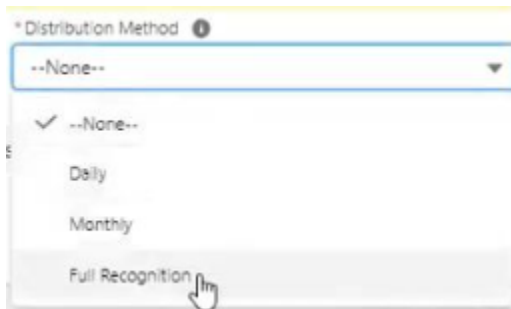 * Distribution Method
--None--
--None--
Daily
Monthly
Full Recognition